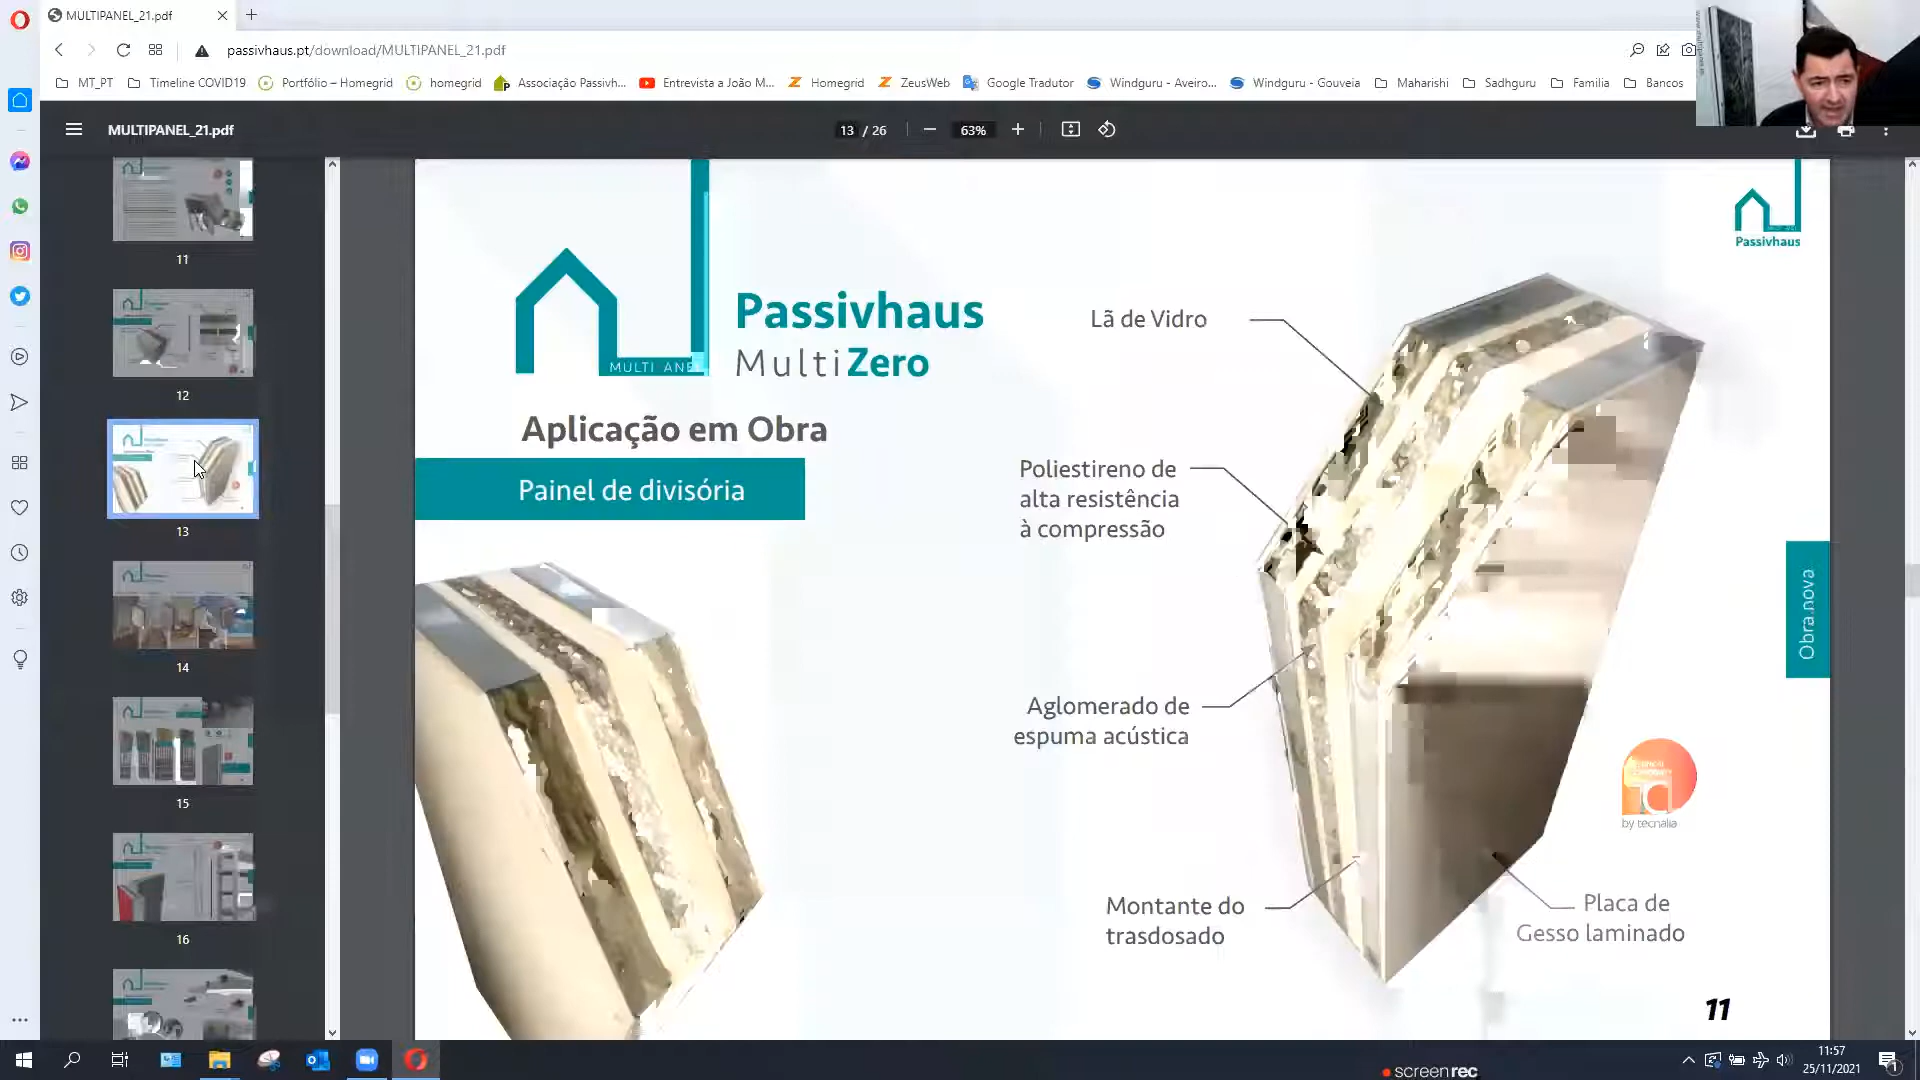 MULTIPANEL_21.pdf
passivhaus.pt/download/MULTIPANEL_21.pdf
MT_PT
Timeline COVID19
Portfólio – Homegrid
homegrid
Associação Passivh...
Entrevista a João M...
Homegrid
ZeusWeb
Google Tradutor
Windguru - Aveiro...
Windguru - Gouveia
Maharishi
Sadhguru
Familia
Bancos
MULTIPANEL_21.pdf
13 / 26
63%
11
12
13
14
15
16
Passivhaus
MultiZero
Aplicação em Obra
Painel de divisória
Passivhaus
Lã de Vidro
Poliestireno de
alta resistência
à compressão
Aglomerado de
espuma acústica
Montante do
trasdosado
Placa de
Gesso laminado
Obra nova
by tecnalia
11
11:57
25/11/2021
1
screenrec